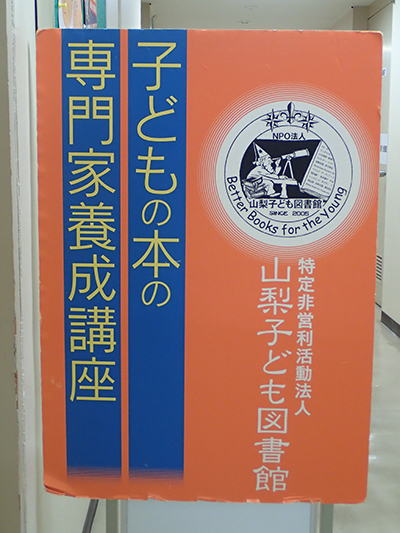 子どもの本の
専門家養成講座
NPO法人
山梨子ども図書館
SINCE 2005
Better Books for the Young
特定非営利活動法人
山梨子ども図書館